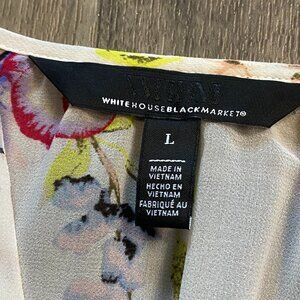 WHITEHOUSEBLACKMARKET®
L
MADE IN
VIETNAM
HECHO EN
VIETNAM
FABRIQUÉ AU
VIETNAM